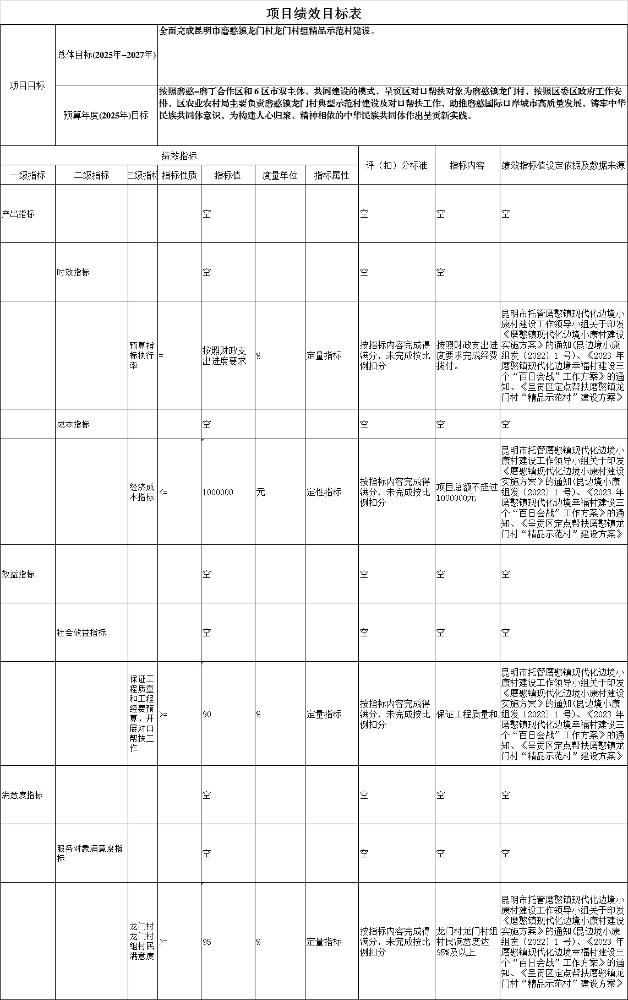 项目绩效目标表
项目目标
总体目标(2025年-2027年)
全面完成昆明市磨憨镇龙门村龙门村组精品示范村建设。
预算年度(2025年)目标
按照磨憨-磨丁合作区和 6 区市双主体、共同建设的模式，呈贡区对口帮扶对象为磨憨镇龙门村，按照区委区政府工作安
排，区农业农村局主要负责磨憨镇龙门村典型示范村建设及对口帮扶工作，助推磨憨国际口岸城市高质量发展，铸牢中华
民族共同体意识，为构建人心归聚、精神相依的中华民族共同体作出呈贡新实践。
绩效指标
评（扣）分标准
指标内容
绩效指标值设定依据及数据来源
一级指标
二级指标
三级指标
指标性质
指标值
度量单位
指标属性
产出指标
空
空
空
空
时效指标
空
空
空
预算指
标执行
率
=
按照财政支
出进度要求
%
定量指标
按指标内容完成得
满分，未完成按比
例扣分
按照财政支出进
度要求完成经费
拨付。
昆明市托管磨憨镇现代化边境小
康村建设工作领导小组关于印发
《磨憨镇现代化边境小康村建设
实施方案》的通知(昆边境小康
组发〔2022〕1 号)、《2023 年
磨憨镇现代化边境幸福村建设三
个“百日会战”工作方案》的通
知、《呈贡区定点帮扶磨憨镇龙
门村“精品示范村”建设方案》
成本指标
空
空
空
空
经济成
本指标
<=
1000000
元
定性指标
按指标内容完成得
满分，未完成按比
例扣分
项目总额不超过
1000000元
昆明市托管磨憨镇现代化边境小
康村建设工作领导小组关于印发
《磨憨镇现代化边境小康村建设
实施方案》的通知(昆边境小康
组发〔2022〕1 号)、《2023 年
磨憨镇现代化边境幸福村建设三
个“百日会战”工作方案》的通
知、《呈贡区定点帮扶磨憨镇龙
门村“精品示范村”建设方案》
效益指标
空
空
空
空
社会效益指标
空
空
空
空
保证工
程质量
和工程
经费预
算，开
展对口
帮扶工
作
>=
90
%
定量指标
按指标内容完成得
满分，未完成按比
例扣分
保证工程质量和
昆明市托管磨憨镇现代化边境小
康村建设工作领导小组关于印发
《磨憨镇现代化边境小康村建设
实施方案》的通知(昆边境小康
组发〔2022〕1 号)、《2023 年
磨憨镇现代化边境幸福村建设三
个“百日会战”工作方案》的通
知、《呈贡区定点帮扶磨憨镇龙
门村“精品示范村”建设方案》
满意度指标
空
空
空
空
服务对象满意度指
标
空
空
空
空
龙门村
龙门村
组村民
满意度
>=
95
%
定量指标
按指标内容完成得
满分，未完成按比
例扣分
龙门村龙门村组
村民满意度达
95%及以上
昆明市托管磨憨镇现代化边境小
康村建设工作领导小组关于印发
《磨憨镇现代化边境小康村建设
实施方案》的通知(昆边境小康
组发〔2022〕1 号)、《2023 年
磨憨镇现代化边境幸福村建设三
个“百日会战”工作方案》的通
知、《呈贡区定点帮扶磨憨镇龙
门村“精品示范村”建设方案》